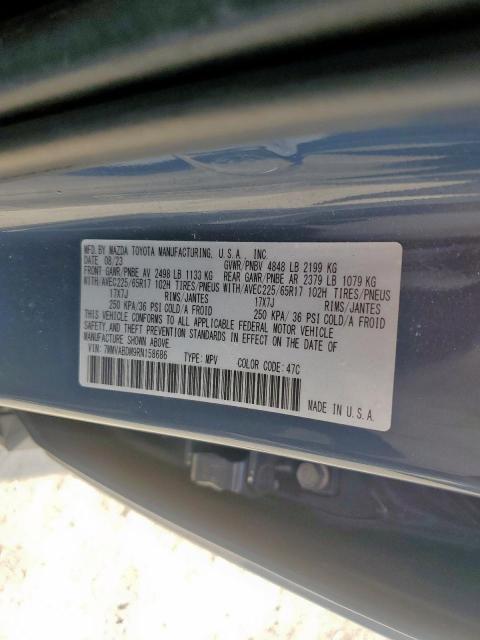 MFD. BY MAZDA TOYOTA MANUFACTURING, U.S.A., INC.
DATE 08/23 GVWR/PNBV 4848 LB 2199 KG
FRONT GAWR/PNBE AV 2498 LB 1133 KG REAR GAWR/PNBE AR 2379 LB 1079 KG
WITH/AVEC225/65R17 102H TIRES/PNEUS WITH/AVEC225/65R17 102H TIRES/PNEUS
17X7J RIMS/JANTES 17X7J RIMS/JANTES
250 KPA/36 PSI COLD/A FROID 250 KPA/ 36 PSI COLD/A FROID
THIS VEHICLE CONFORMS TO ALL APPLICABLE FEDERAL MOTOR VEHICLE
SAFETY, BUMPER, AND THEFT PREVENTION STANDARDS IN EFFECT ON THE DATE OF
MANUFACTURE SHOWN ABOVE.
VIN: 7MMVABDM9RN158686 TYPE: MPV COLOR CODE: 47C
MADE IN U.S.A.